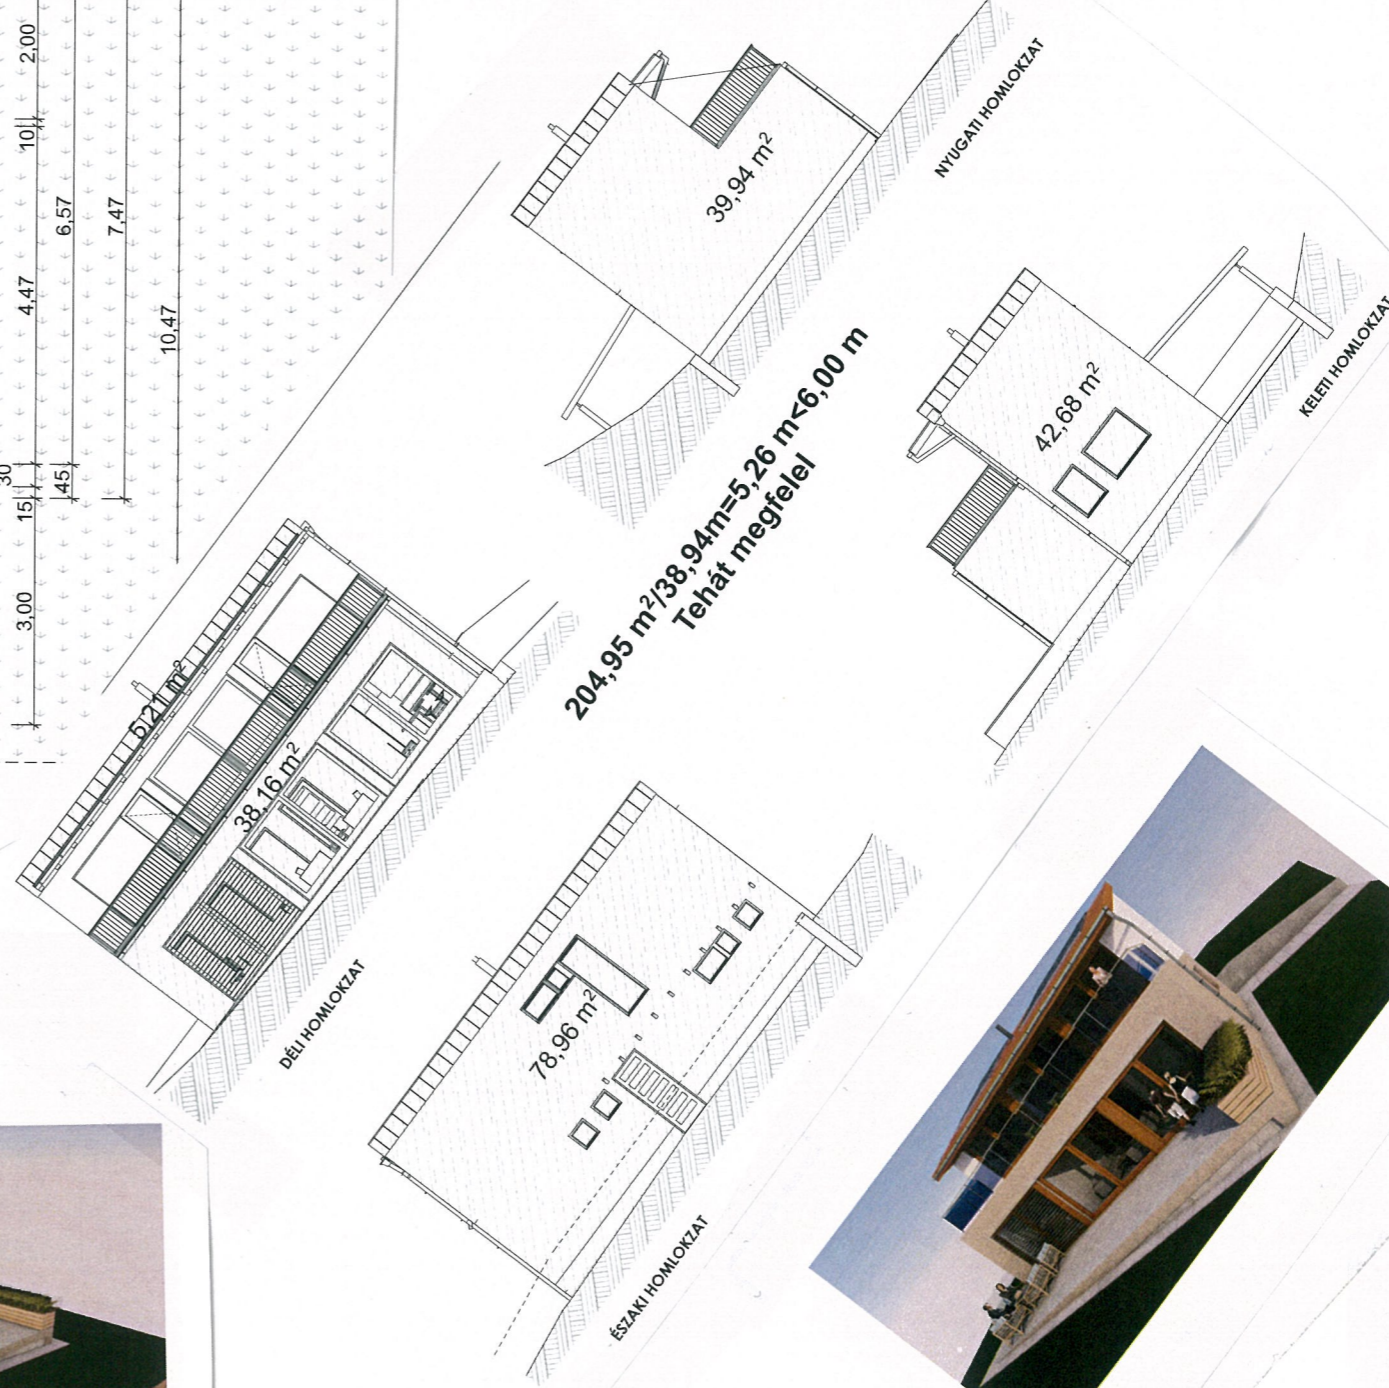 2,00
10
4,47
30
15
3,00
6,57
45
7,47
10,47
39,94 m²
NYUGATI HOMLOKZAT
42,68 m²
KELETI HOMLOKZAT
204,95 m²/38,94m=5,26 m<6,00 m
Tehát megfelel
5,21 m²
38,16 m²
DÉLI HOMLOKZAT
78,96 m²
ÉSZAKI HOMLOKZAT